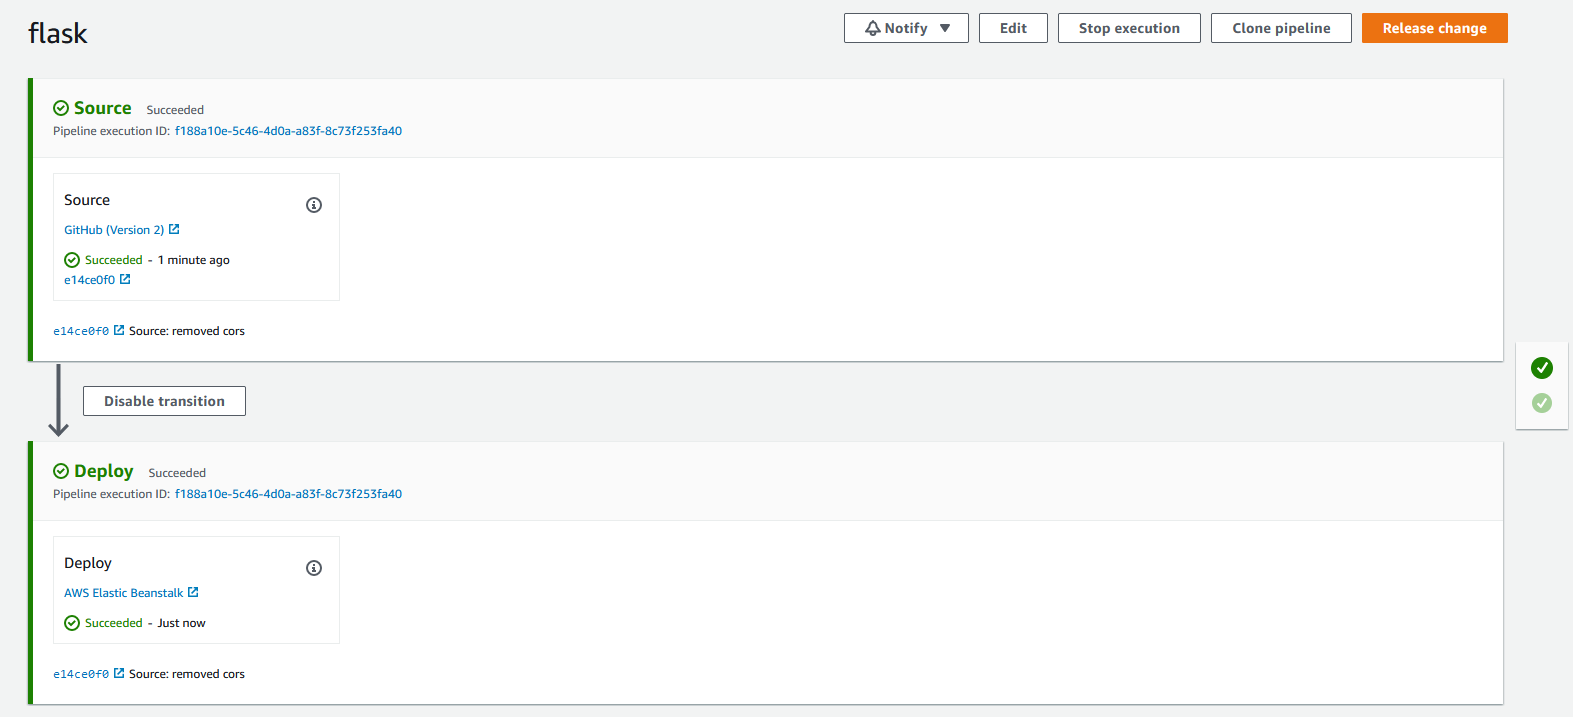 flask
Notify
Edit
Stop execution
Clone pipeline
Release change
Source Succeeded
Pipeline execution ID: f188a10e-5c46-4d0a-a83f-8c73f253fa40
Source
GitHub (Version 2)
Succeeded - 1 minute ago
e14ce0f0
e14ce0f0 Source: removed cors
Disable transition
Deploy Succeeded
Pipeline execution ID: f188a10e-5c46-4d0a-a83f-8c73f253fa40
Deploy
AWS Elastic Beanstalk
Succeeded - Just now
e14ce0f0 Source: removed cors